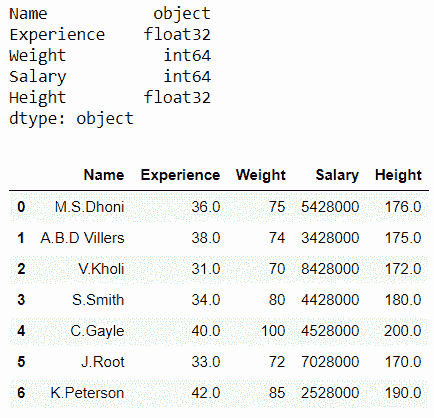 Name object
Experience float32
Weight int64
Salary int64
Height float32
dtype: object
Name Experience Weight Salary Height
0 M.S.Dhoni 36.0 75 5428000 176.0
1 A.B.D Villers 38.0 74 3428000 175.0
2 V.Kholi 31.0 70 8428000 172.0
3 S.Smith 34.0 80 4428000 180.0
4 C.Gayle 40.0 100 4528000 200.0
5 J.Root 33.0 72 7028000 170.0
6 K.Peterson 42.0 85 2528000 190.0